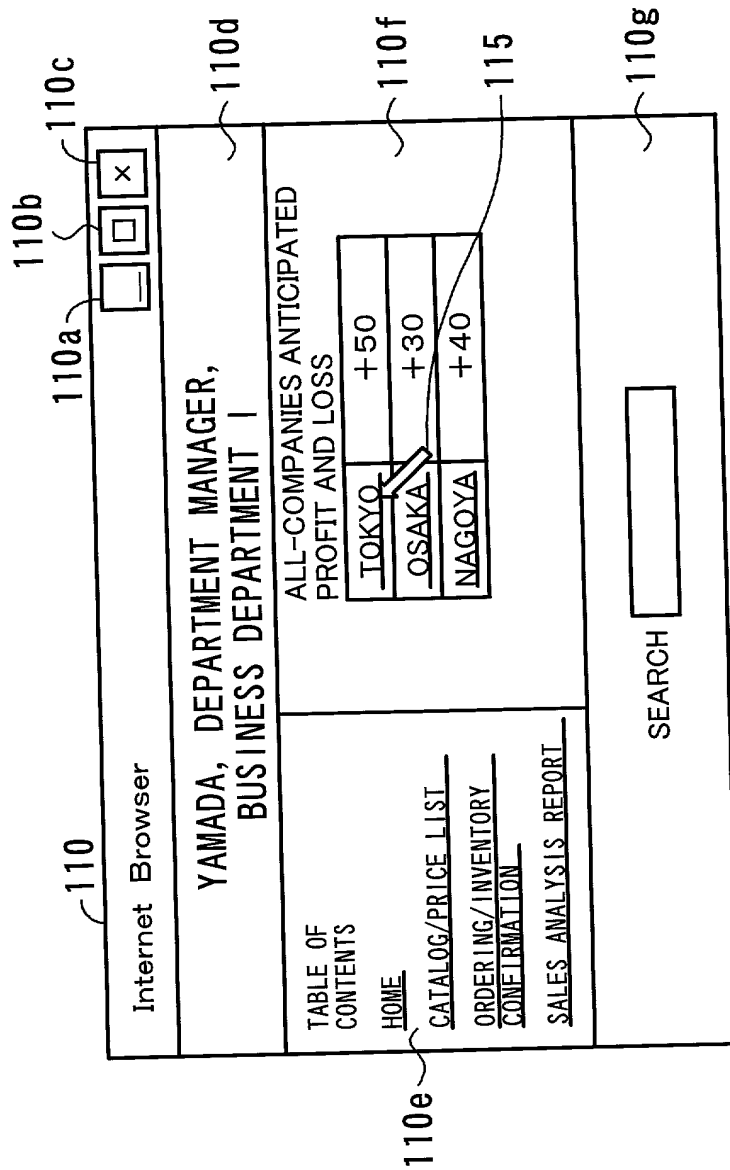 110
110a
110b
110c
Internet Browser
_ □ ×
YAMADA, DEPARTMENT MANAGER,
BUSINESS DEPARTMENT I
110d
TABLE OF
CONTENTS
HOME
CATALOG/PRICE LIST
ORDERING/INVENTORY
CONFIRMATION
SALES ANALYSIS REPORT
110e
ALL-COMPANIES ANTICIPATED
PROFIT AND LOSS
TOKYO +50
OSAKA +30
NAGOYA +40
110f
115
SEARCH
110g